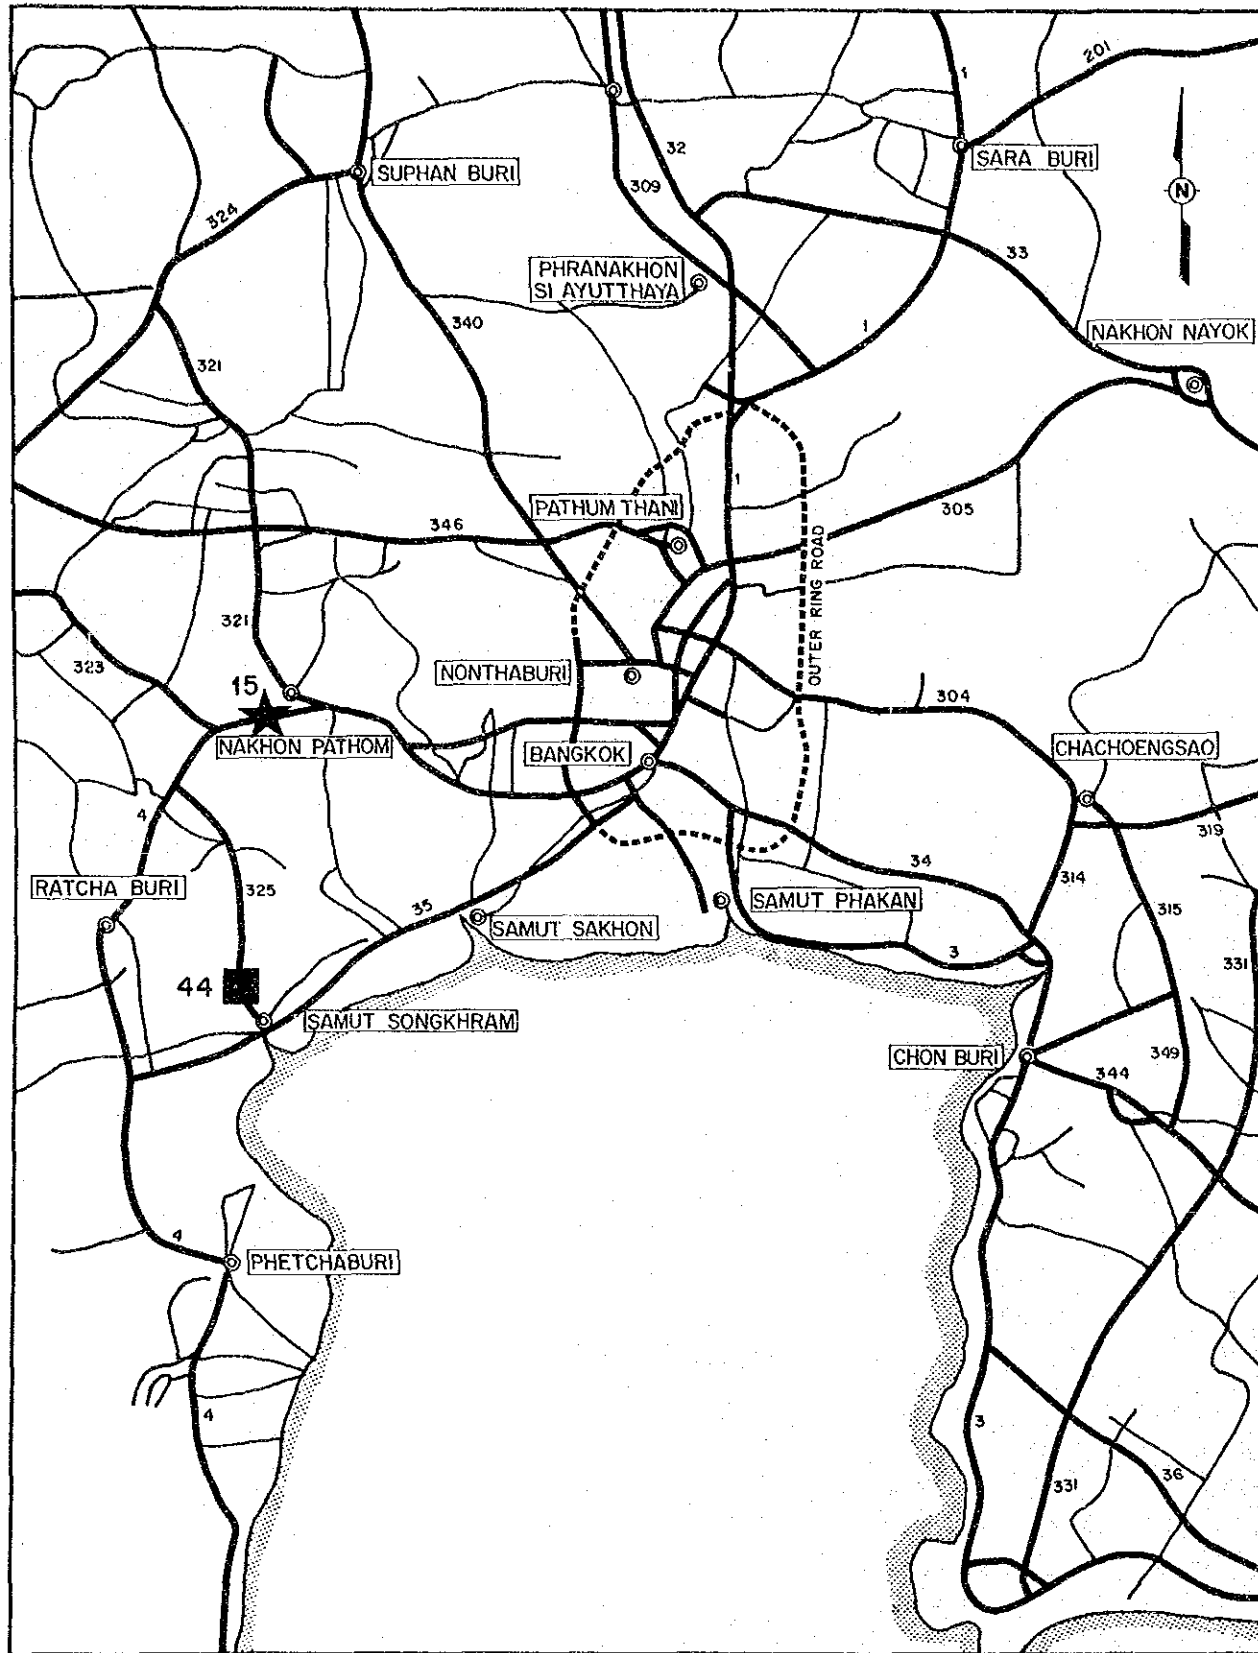 201
1
SARA BURI
32
SUPHAN BURI
309
N
324
33
PHRANAKHON
SI AYUTTHAYA
340
1
NAKHON NAYOK
321
1
PATHUM THANI
305
346
OUTER RING ROAD
321
323
NONTHABURI
15
304
NAKHON PATHOM
BANGKOK
CHACHOENGSAO
4
319
34
314
RATCHA BURI
325
SAMUT PHAKAN
35
315
SAMUT SAKHON
3
331
44
SAMUT SONGKHRAM
CHON BURI
349
344
4
PHETCHABURI
4
3
36
331